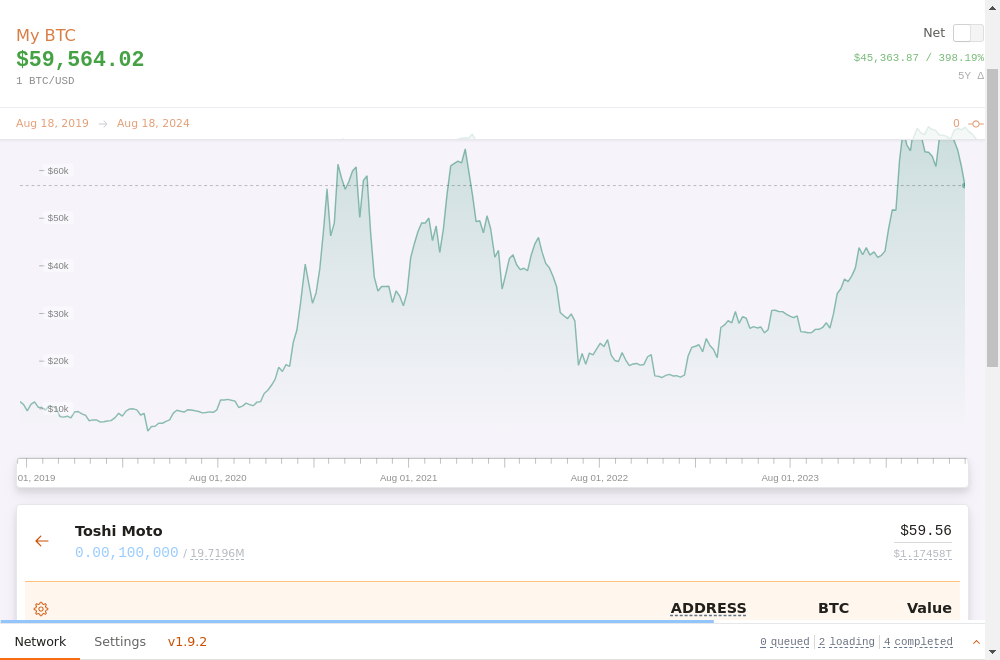 My BTC
Net
$59,564.02
$45,363.87 / 398.19%
1 BTC/USD
5Y Δ
Aug 18, 2019 → Aug 18, 2024
0
$60k
$50k
$40k
$30k
$20k
$10k
01, 2019
Aug 01, 2020
Aug 01, 2021
Aug 01, 2022
Aug 01, 2023
Toshi Moto
$59.56
0.00,100,000 / 19.7196M
$1.17458T
ADDRESS BTC Value
Network Settings v1.9.2
0 queued 2 loading 4 completed